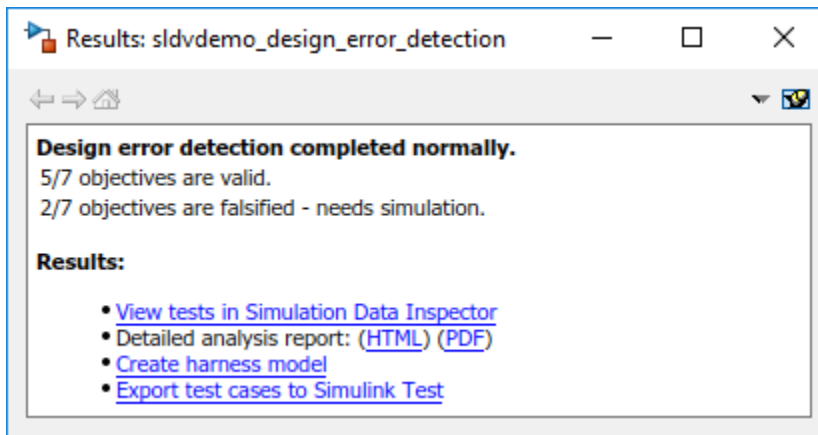 Results: sldvdemo_design_error_detection
Design error detection completed normally.
5/7 objectives are valid.
2/7 objectives are falsified - needs simulation.
Results:
• View tests in Simulation Data Inspector
• Detailed analysis report: (HTML) (PDF)
• Create harness model
• Export test cases to Simulink Test